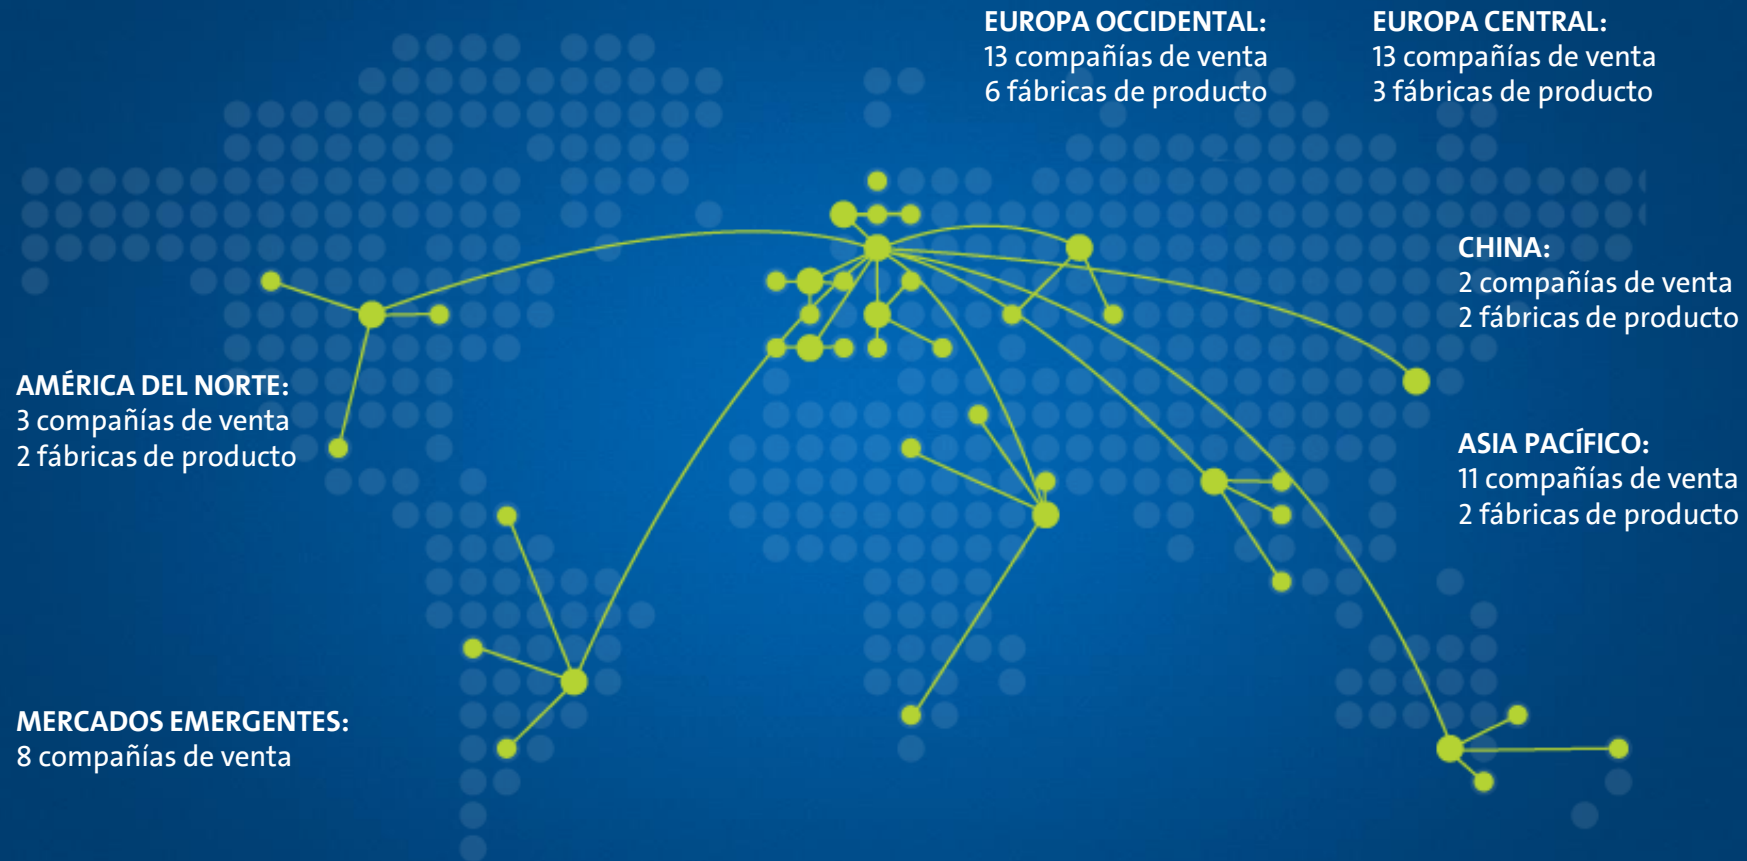 EUROPA OCCIDENTAL:
13 compañías de venta
6 fábricas de producto
EUROPA CENTRAL:
13 compañías de venta
3 fábricas de producto
CHINA:
2 compañías de venta
2 fábricas de producto
AMÉRICA DEL NORTE:
3 compañías de venta
2 fábricas de producto
ASIA PACÍFICO:
11 compañías de venta
2 fábricas de producto
MERCADOS EMERGENTES:
8 compañías de venta